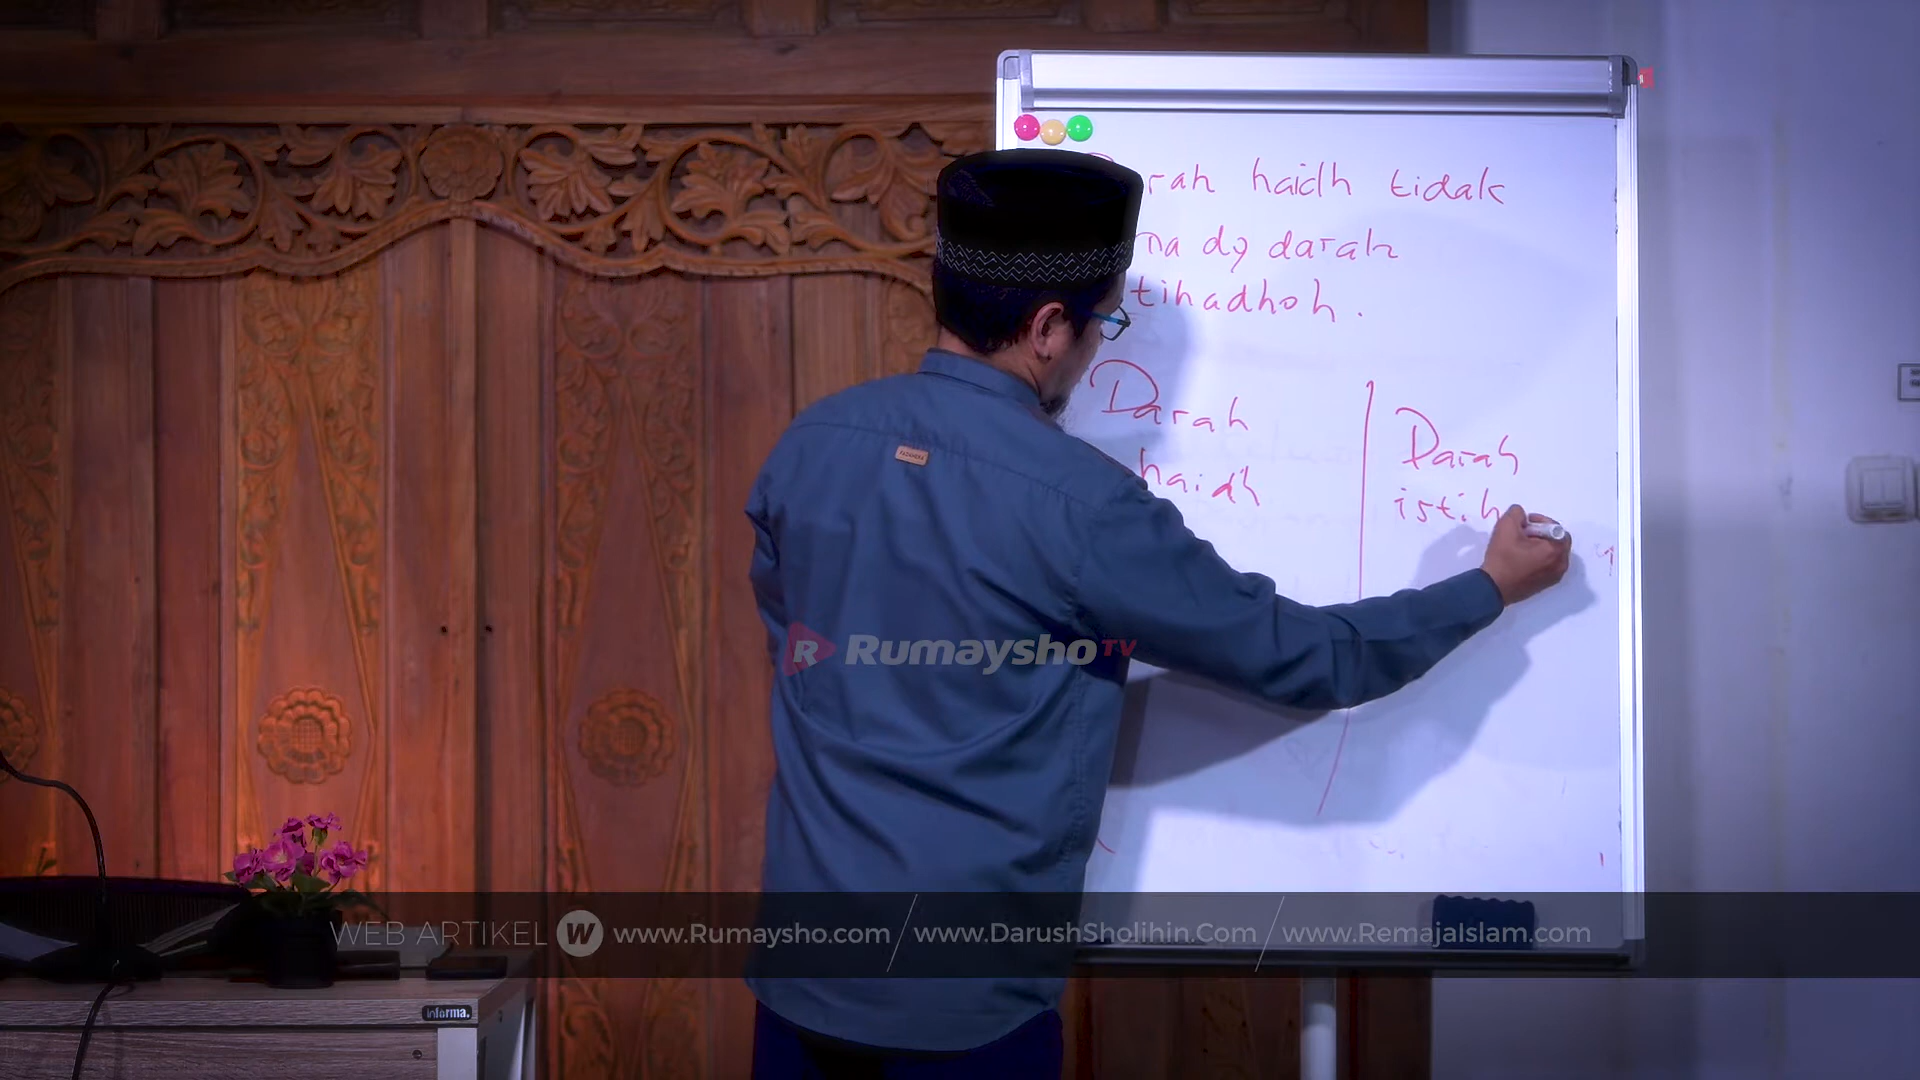 rah haidh tidak
ma dg darah
tihadhoh.
Darah
haidh
Darah
istih
Rumaysho TV
WEB ARTIKEL W www.Rumaysho.com / www.DarushSholihin.Com / www.RemajaIslam.com
informa.